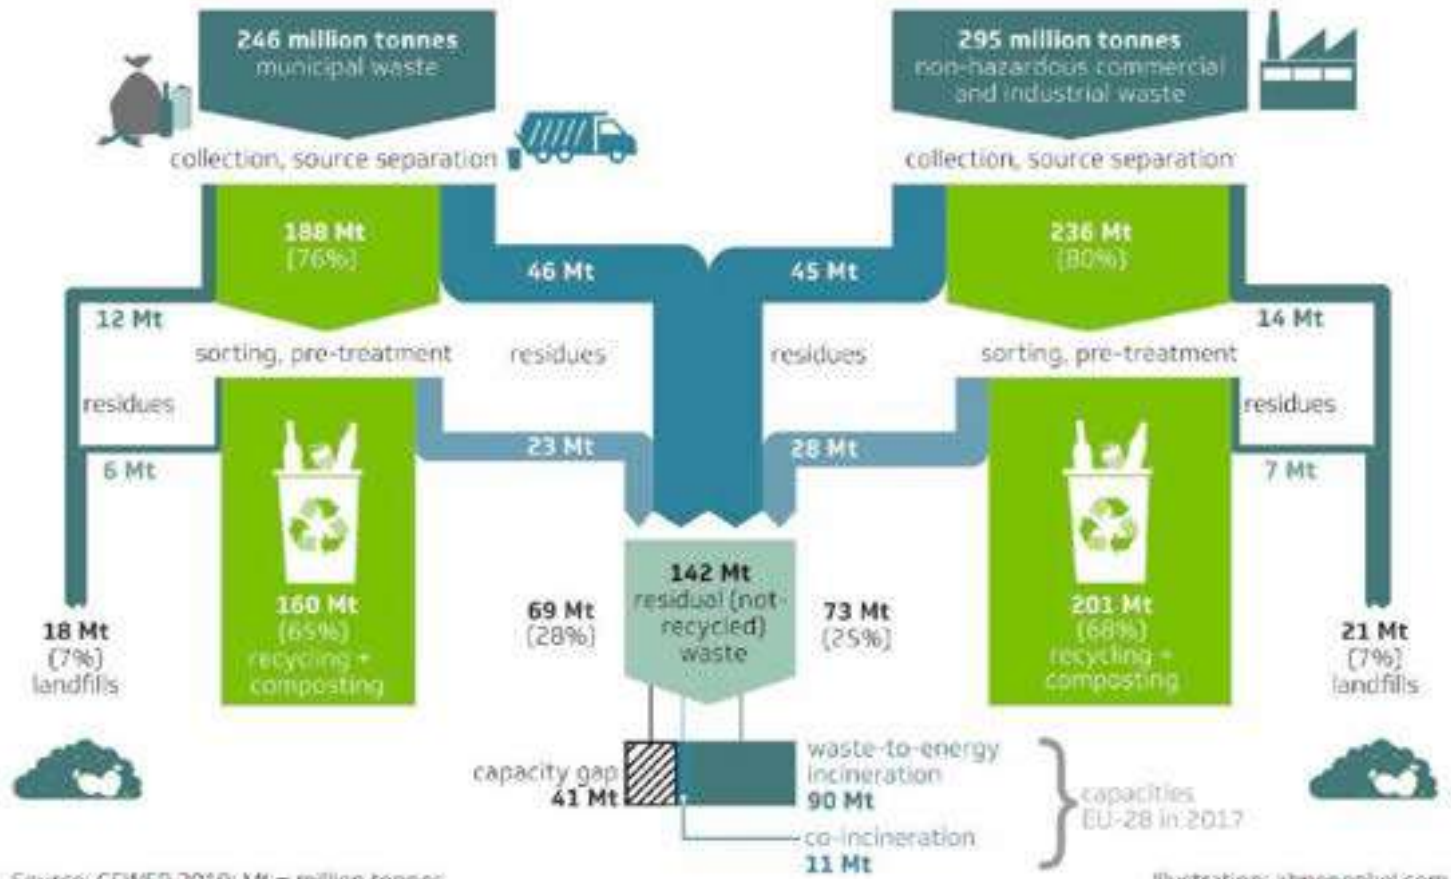 246 million tonnes
municipal waste
295 million tonnes
non-hazardous commercial
and industrial waste
collection, source separation
collection, source separation
188 Mt
(76%)
236 Mt
(80%)
46 Mt
45 Mt
12 Mt
14 Mt
sorting, pre-treatment
residues
residues
sorting, pre-treatment
residues
residues
23 Mt
28 Mt
6 Mt
7 Mt
142 Mt
residual (not-
recycled)
waste
160 Mt
(65%)
recycling +
composting
69 Mt
(28%)
73 Mt
(25%)
201 Mt
(68%)
recycling +
composting
18 Mt
(7%)
landfills
21 Mt
(7%)
landfills
capacity gap
41 Mt
waste-to-energy
incineration
90 Mt
co-incineration
11 Mt
capacities
EU-28 in 2017
Mt = million tonnes
Illustration: